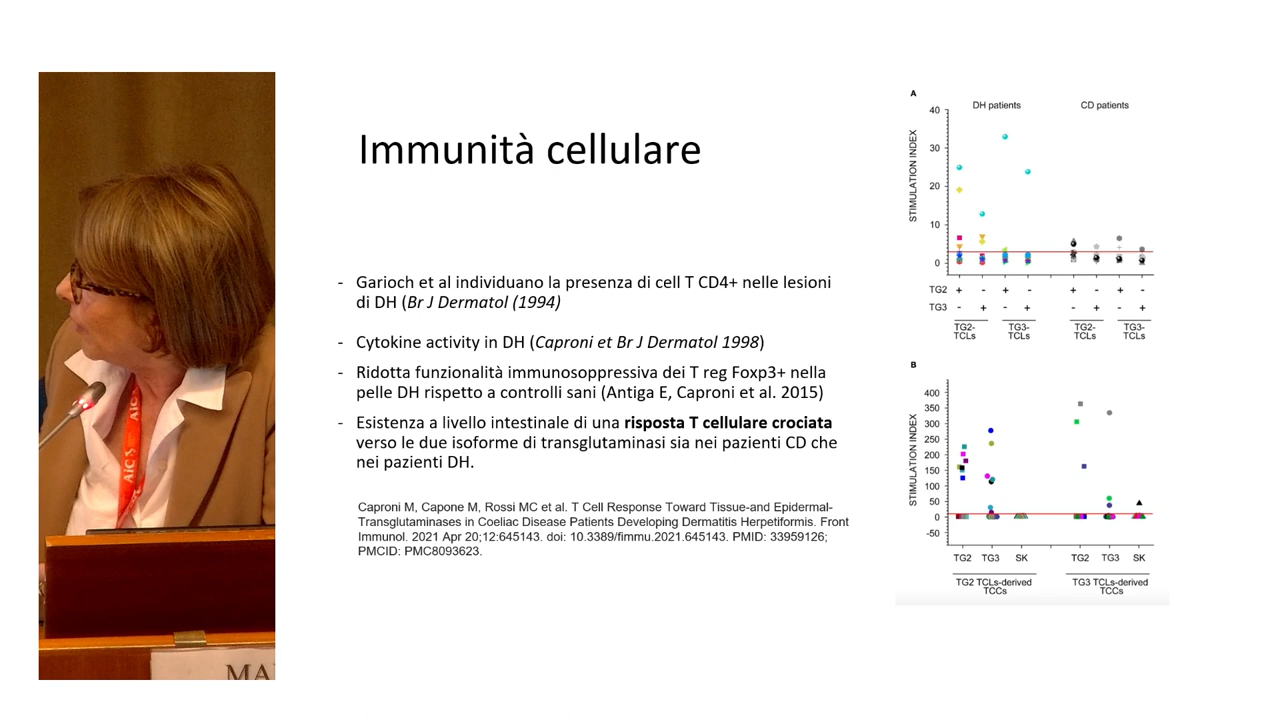 Immunità cellulare
- Garioch et al individuano la presenza di cell T CD4+ nelle lesioni
di DH (Br J Dermatol (1994)
- Cytokine activity in DH (Caproni et Br J Dermatol 1998)
- Ridotta funzionalità immunosoppressiva dei T reg Foxp3+ nella
pelle DH rispetto a controlli sani (Antiga E, Caproni et al. 2015)
- Esistenza a livello intestinale di una risposta T cellulare crociata
verso le due isoforme di transglutaminasi sia nei pazienti CD che
nei pazienti DH.
Caproni M, Capone M, Rossi MC et al. T Cell Response Toward Tissue-and Epidermal-
Transglutaminases in Coeliac Disease Patients Developing Dermatitis Herpetiformis. Front
Immunol. 2021 Apr 20;12:645143. doi: 10.3389/fimmu.2021.645143. PMID: 33959126;
PMCID: PMC8093623.
A
DH patients CD patients
STIMULATION INDEX
40
30
20
10
0
TG2 + - + - + - + -
TG3 - + - + - + - +
TG2- TG3- TG2- TG3-
TCLs TCLs TCLs TCLs
B
STIMULATION INDEX
400
350
300
250
200
150
100
50
0
-50
TG2 TG3 SK TG2 TG3 SK
TG2 TCLs-derived TG3 TCLs-derived
TCCs TCCs
AiC
MA